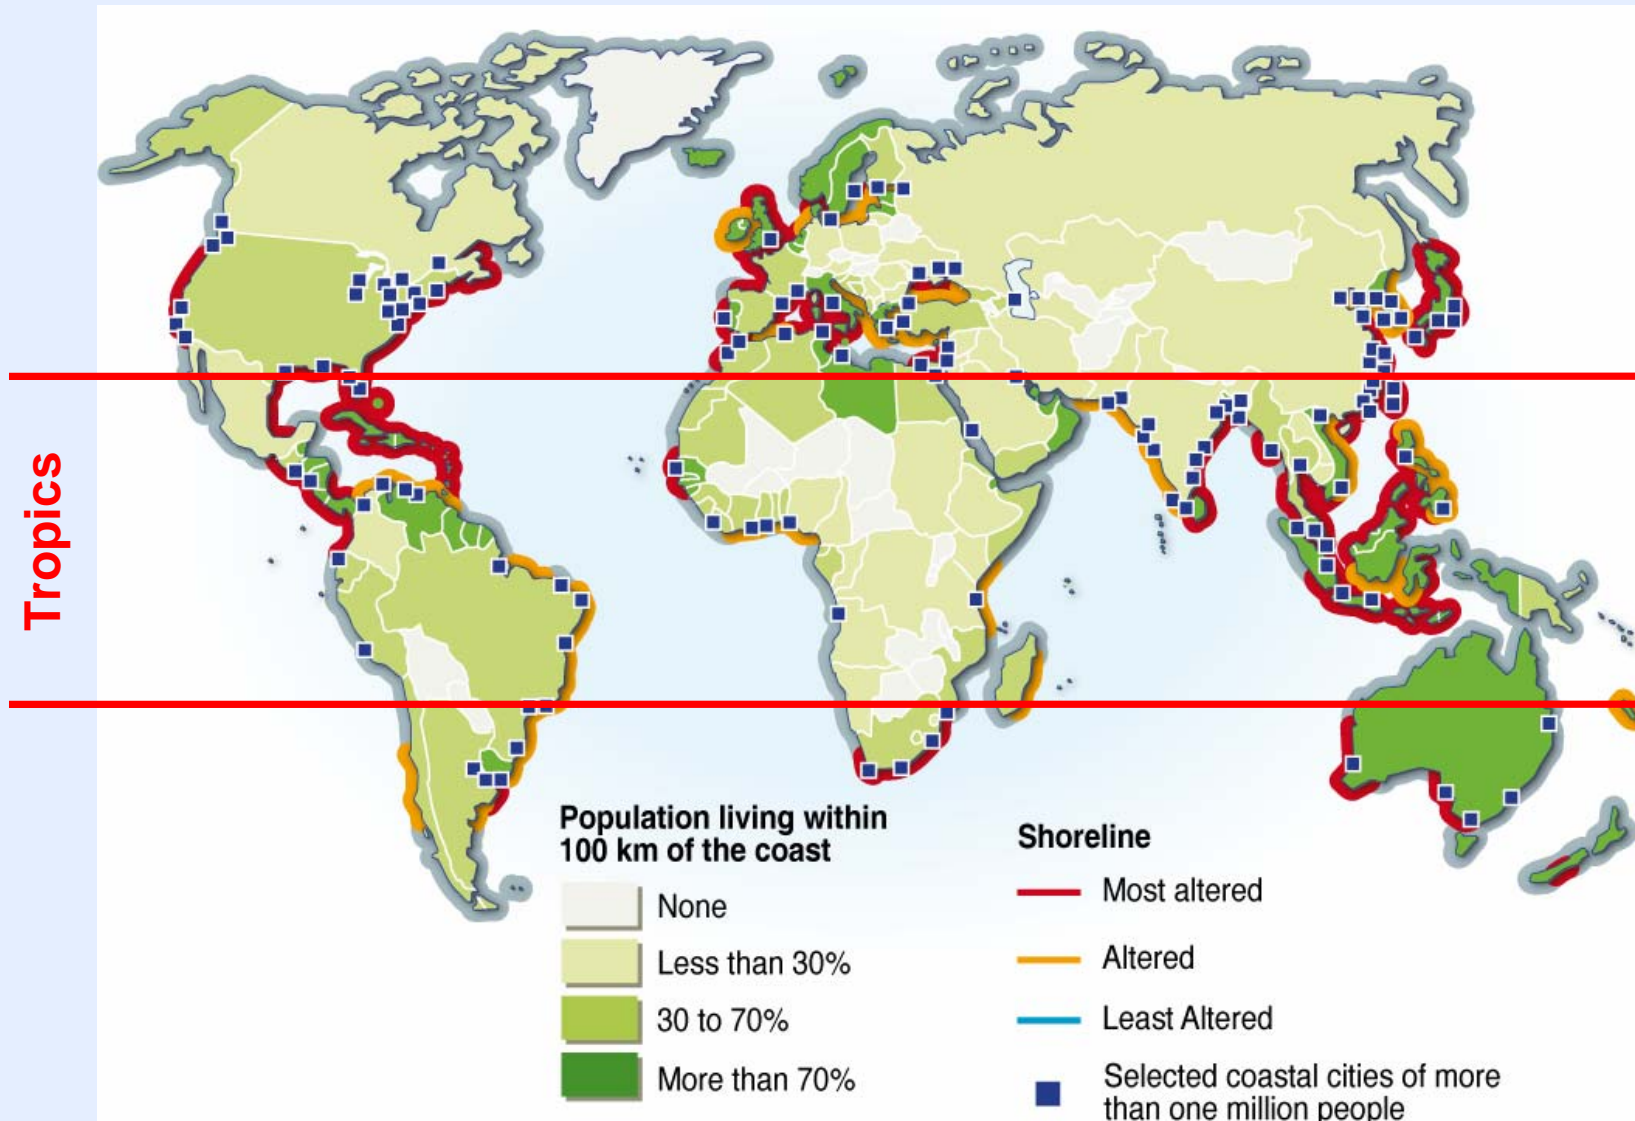 Tropics
Population living within
100 km of the coast
None
Less than 30%
30 to 70%
More than 70%
Shoreline
Most altered
Altered
Least Altered
Selected coastal cities of more
than one million people